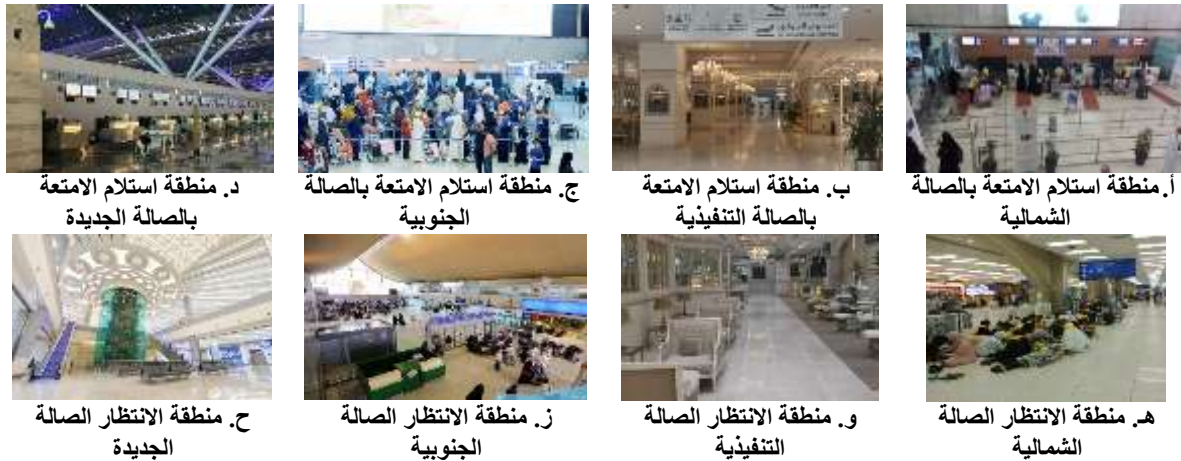 أ. منطقة استلام الامتعة بالصالة
الشمالية
ب. منطقة استلام الامتعة
بالصالة التنفيذية
ج. منطقة استلام الامتعة بالصالة
الجنوبية
د. منطقة استلام الامتعة
بالصالة الجديدة
هـ. منطقة الانتظار الصالة
الشمالية
و. منطقة الانتظار الصالة
التنفيذية
ز. منطقة الانتظار الصالة
الجنوبية
ح. منطقة الانتظار الصالة
الجديدة